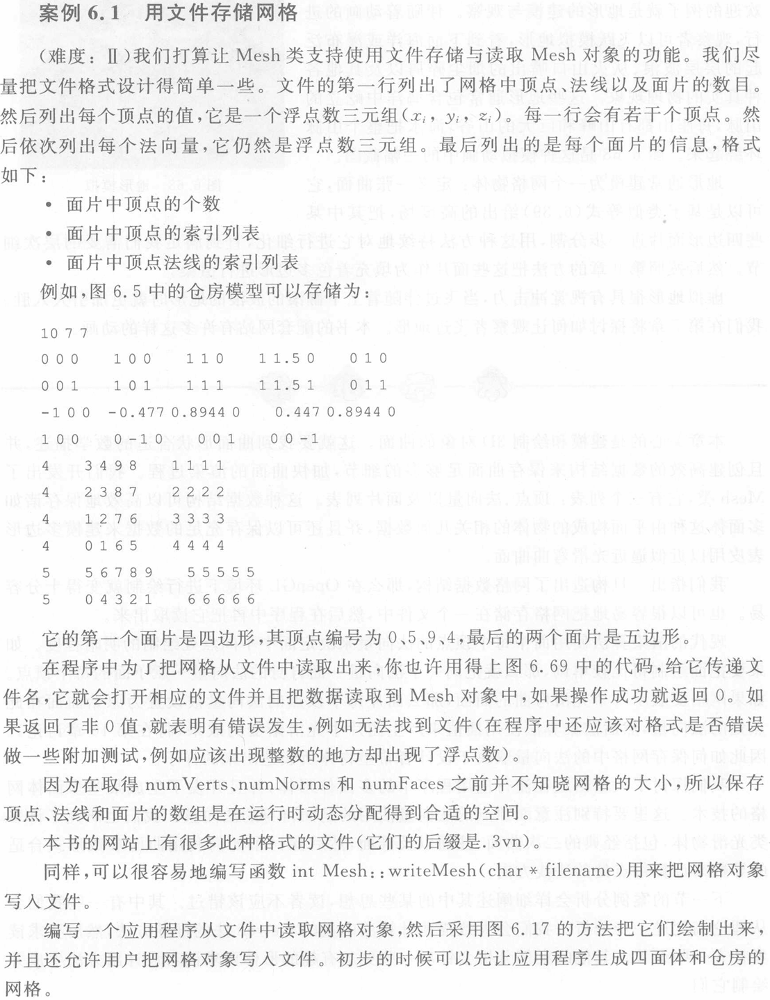 案例 6.1 用文件存储网格
(难度：Ⅱ)我们打算让 Mesh 类支持使用文件存储与读取 Mesh 对象的功能。我们尽
量把文件格式设计得简单一些。文件的第一行列出了网格中顶点、法线以及面片的数目。
然后列出每个顶点的值，它是一个浮点数三元组(xᵢ，yᵢ，zᵢ)。每一行会有若干个顶点。然
后依次列出每个法向量，它仍然是浮点数三元组。最后列出的是每个面片的信息，格式
如下：
• 面片中顶点的个数
• 面片中顶点的索引列表
• 面片中顶点法线的索引列表
例如，图 6.5 中的仓房模型可以存储为：
10 7 7
0 0 0 1 0 0 1 1 0 1 1.5 0 0 1 0
0 0 1 1 0 1 1 1 1 1 1.5 1 0 1 1
-1 0 0 -0.477 0.8944 0 0.447 0.8944 0
1 0 0 0 -1 0 0 0 1 0 0 -1
4 3 4 9 8 1 1 1 1
4 2 3 8 7 2 2 2 2
4 1 2 7 6 3 3 3 3
4 0 1 6 5 4 4 4 4
5 5 6 7 8 9 5 5 5 5 5
5 0 4 3 2 1 6 6 6 6 6
它的第一个面片是四边形，其顶点编号为 0、5、9、4，最后的两个面片是五边形。
在程序中为了把网格从文件中读取出来，你也许用得上图 6.69 中的代码，给它传递文
件名，它就会打开相应的文件并且把数据读取到 Mesh 对象中，如果操作成功就返回 0。如
果返回了非 0 值，就表明有错误发生，例如无法找到文件(在程序中还应该对格式是否错误
做一些附加测试，例如应该出现整数的地方却出现了浮点数)。
因为在取得 numVerts、numNorms 和 numFaces 之前并不知晓网格的大小，所以保存
顶点、法线和面片的数组是在运行时动态分配得到合适的空间。
本书的网站上有很多此种格式的文件(它们的后缀是.3vn)。
同样，可以很容易地编写函数 int Mesh::writeMesh(char * filename)用来把网格对象
写入文件。
编写一个应用程序从文件中读取网格对象，然后采用图 6.17 的方法把它们绘制出来，
并且还允许用户把网格对象写入文件。初步的时候可以先让应用程序生成四面体和仓房的
网格。